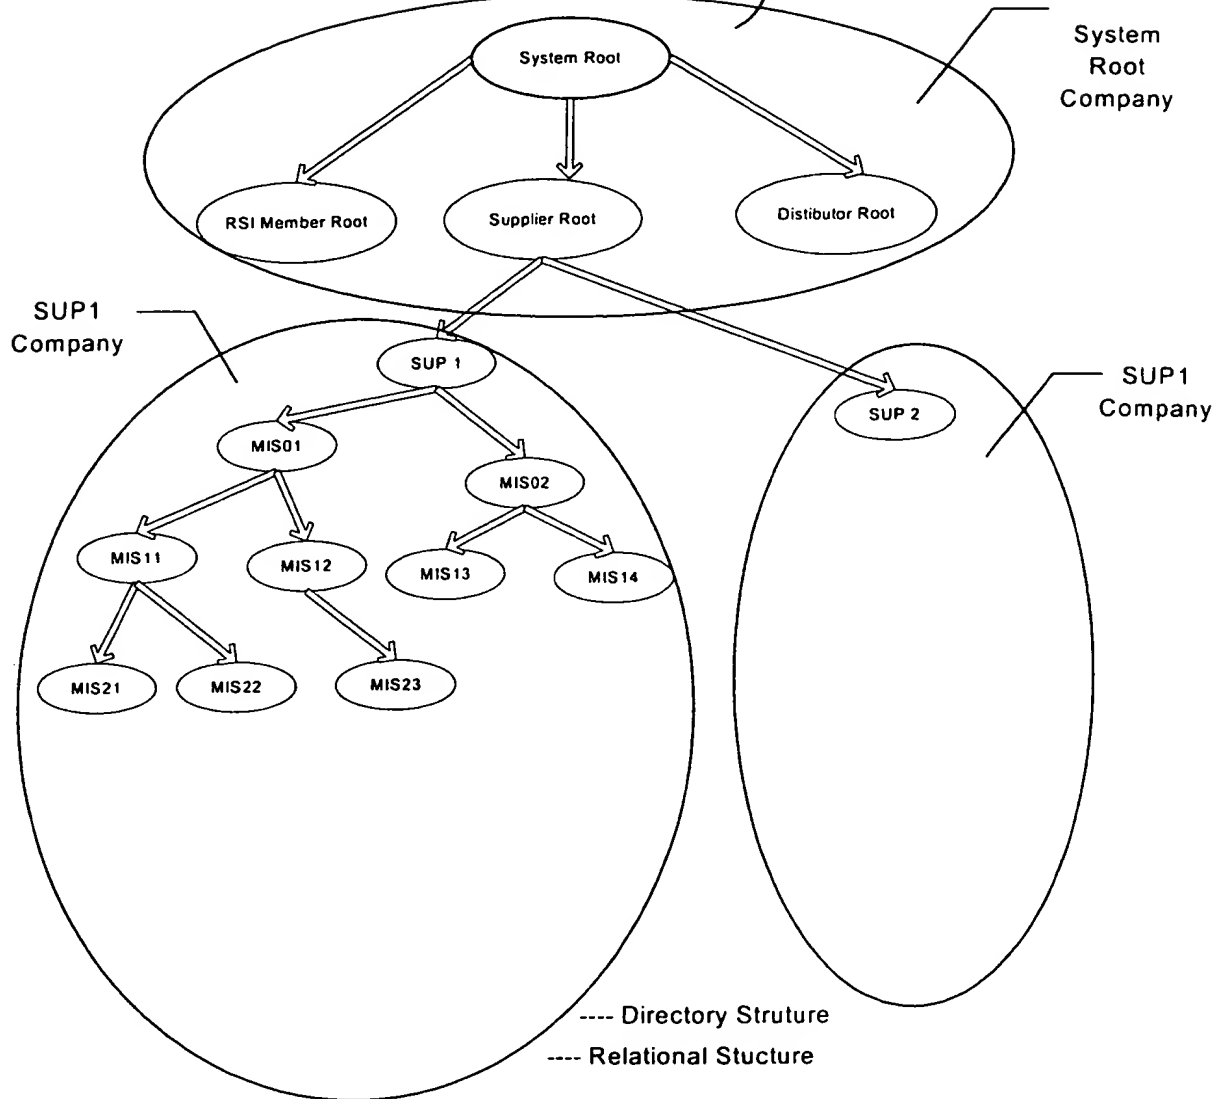 System
Root
Company
System Root
RSI Member Root
Supplier Root
Distibutor Root
SUP1
Company
SUP 1
SUP1
Company
SUP 2
MIS01
MIS02
MIS11
MIS12
MIS13
MIS14
MIS21
MIS22
MIS23
---- Directory Struture
---- Relational Stucture